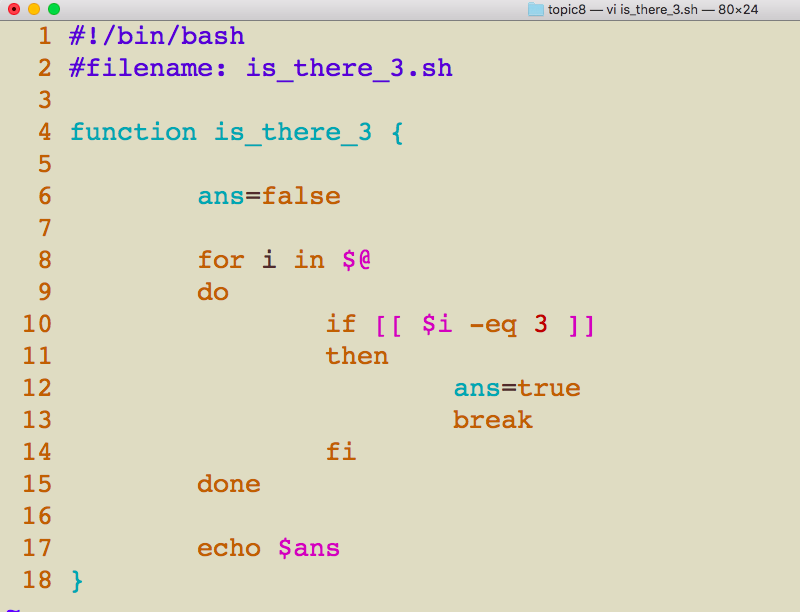 topic8 — vi is_there_3.sh — 80×24
1 #!/bin/bash
2 #filename: is_there_3.sh
3
4 function is_there_3 {
5
6         ans=false
7
8         for i in $@
9         do
10                 if [[ $i -eq 3 ]]
11                 then
12                         ans=true
13                         break
14                 fi
15         done
16
17         echo $ans
18 }
~